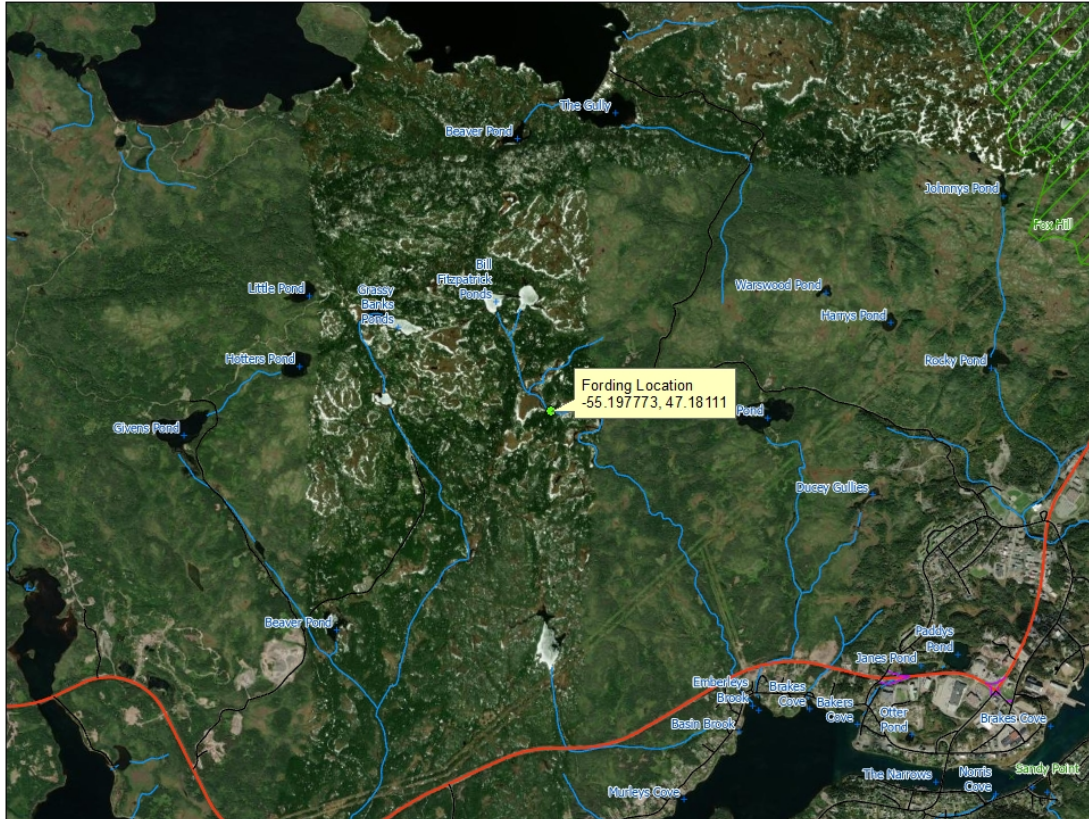 The Gully
Beaver Pond
Johnnys Pond
Fox Hill
Bill
Fitzpatrick
Ponds
Little Pond
Grassy
Banks
Ponds
Warswood Pond
Harrys Pond
Hotters Pond
Rocky Pond
Fording Location
-55.197773, 47.18111
Pond
Givens Pond
Ducey Gullies
Beaver Pond
Paddys
Pond
Janes Pond
Emberleys
Brook
Brakes
Cove
Bakers
Cove
Otter
Pond
Brakes Cove
Basin Brook
The Narrows
Norris
Cove
Sandy Point
Murleys Cove